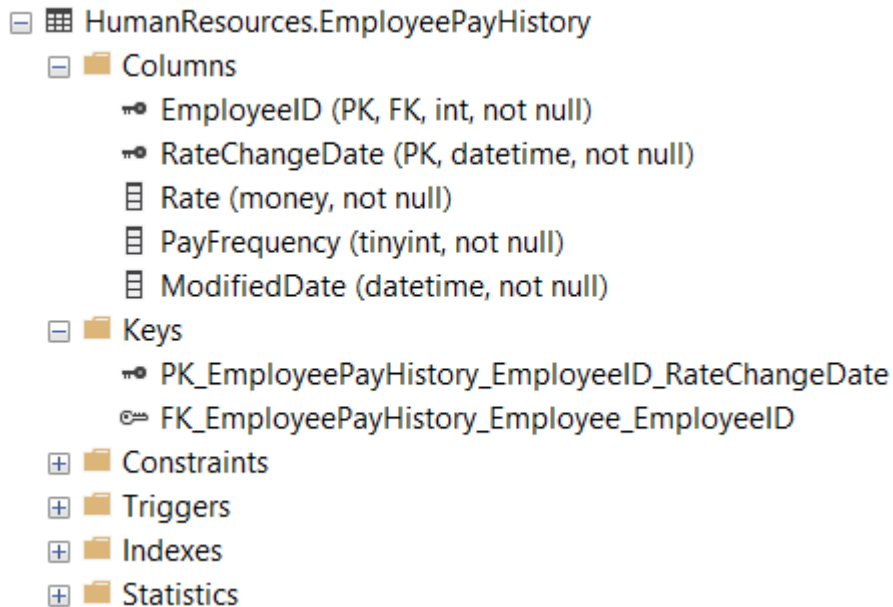 HumanResources.EmployeePayHistory
Columns
EmployeeID (PK, FK, int, not null)
RateChangeDate (PK, datetime, not null)
Rate (money, not null)
PayFrequency (tinyint, not null)
ModifiedDate (datetime, not null)
Keys
PK_EmployeePayHistory_EmployeeID_RateChangeDate
FK_EmployeePayHistory_Employee_EmployeeID
Constraints
Triggers
Indexes
Statistics